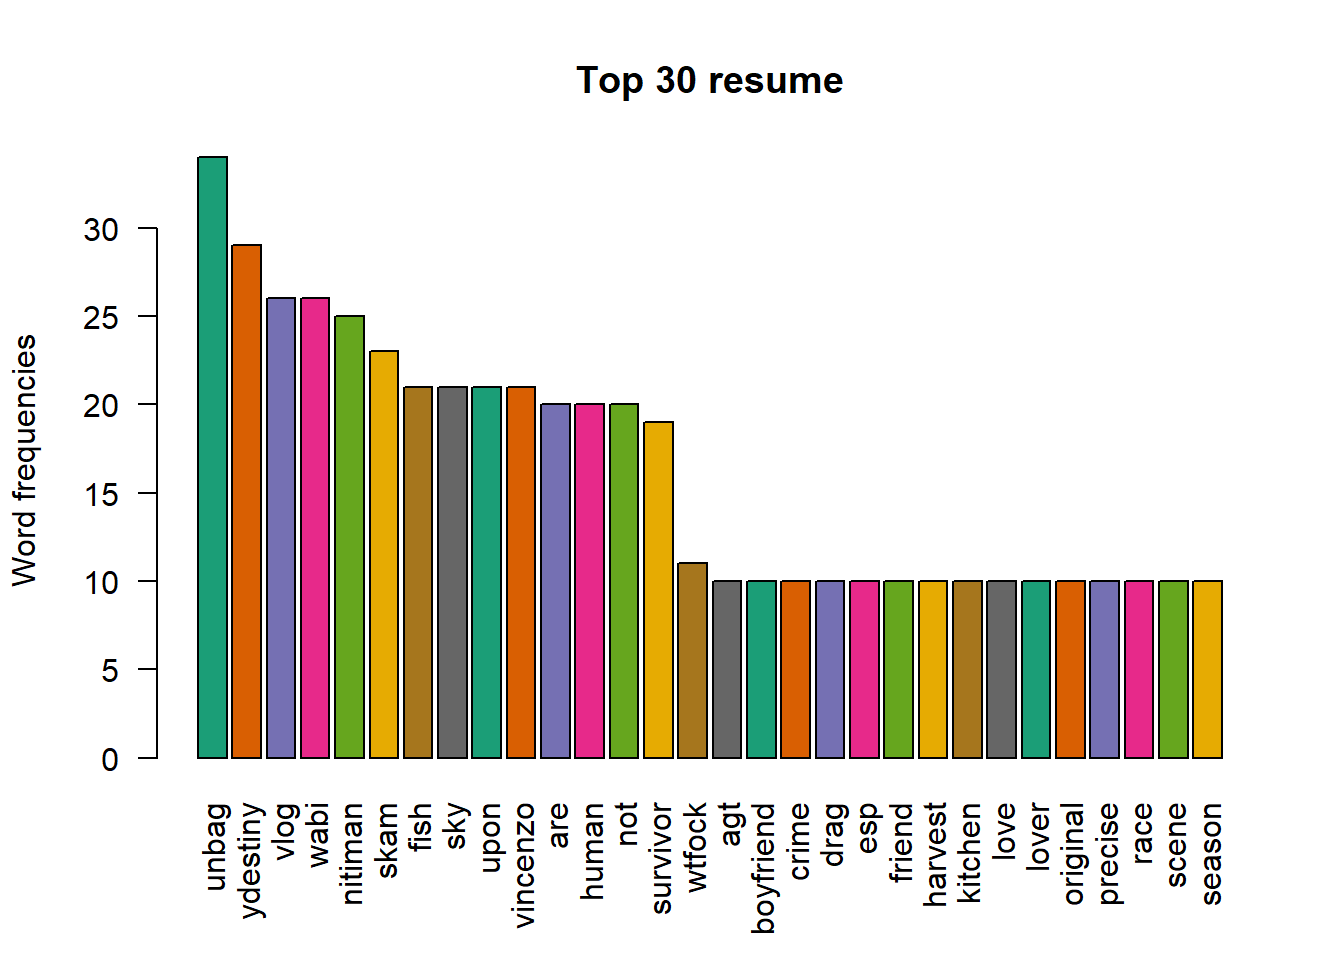 Top 30 resume
Word frequencies
30
25
20
15
10
5
0
unbag
ydestiny
vlog
wabi
nitiman
skam
fish
sky
upon
vincenzo
are
human
not
survivor
wtfock
agt
boyfriend
crime
drag
esp
friend
harvest
kitchen
love
lover
original
precise
race
scene
season